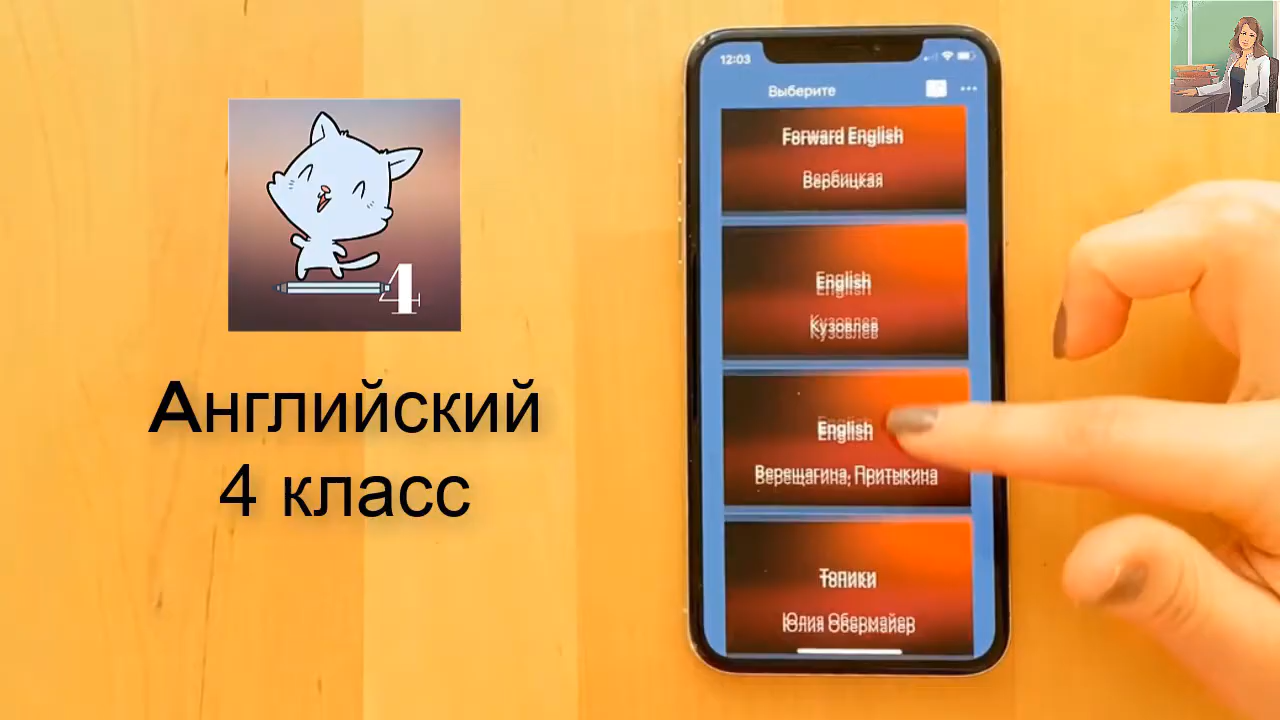 4
Английский
4 класс
12:03
Выберите
Forward English
Вербицкая
English
Кузовлев
English
Верещагина, Притыкина
Топики
Юлия Обермайер